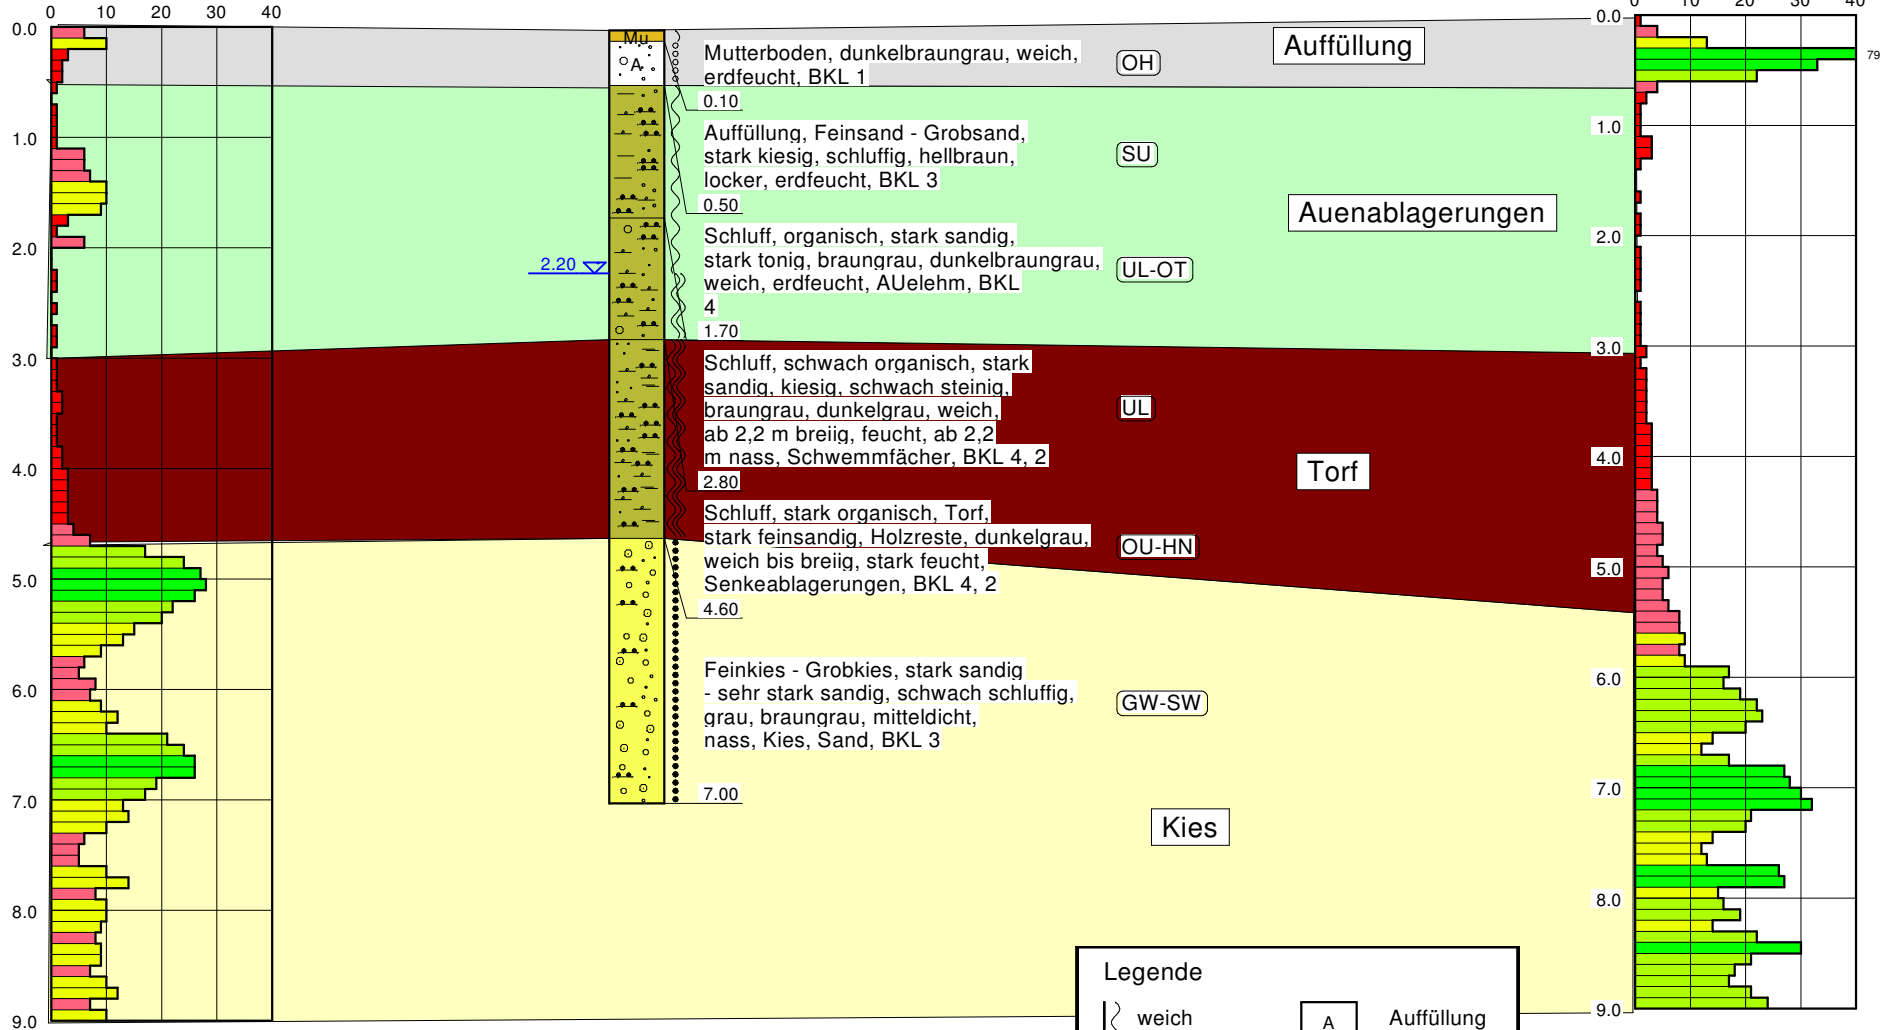 0 10 20 30 40
0.0
1.0
2.0
3.0
4.0
5.0
6.0
7.0
8.0
9.0
2.20
Mu
A
Mutterboden, dunkelbraungrau, weich,
erdfeucht, BKL 1
0.10
OH
Auffüllung, Feinsand - Grobsand,
stark kiesig, schluffig, hellbraun,
locker, erdfeucht, BKL 3
0.50
SU
Schluff, organisch, stark sandig,
stark tonig, braungrau, dunkelbraungrau,
weich, erdfeucht, AUelehm, BKL
4
1.70
UL-OT
Schluff, schwach organisch, stark
sandig, kiesig, schwach steinig,
braungrau, dunkelgrau, weich,
ab 2,2 m breiig, feucht, ab 2,2
m nass, Schwemmfächer, BKL 4, 2
2.80
UL
Schluff, stark organisch, Torf,
stark feinsandig, Holzreste, dunkelgrau,
weich bis breiig, stark feucht,
Senkeablagerungen, BKL 4, 2
4.60
OU-HN
Feinkies - Grobkies, stark sandig
- sehr stark sandig, schwach schluffig,
grau, braungrau, mitteldicht,
nass, Kies, Sand, BKL 3
7.00
GW-SW
Auffüllung
Auenablagerungen
Torf
Kies
0 10 20 30 40
79
0.0
1.0
2.0
3.0
4.0
5.0
6.0
7.0
8.0
9.0
Legende
weich
A Auffüllung